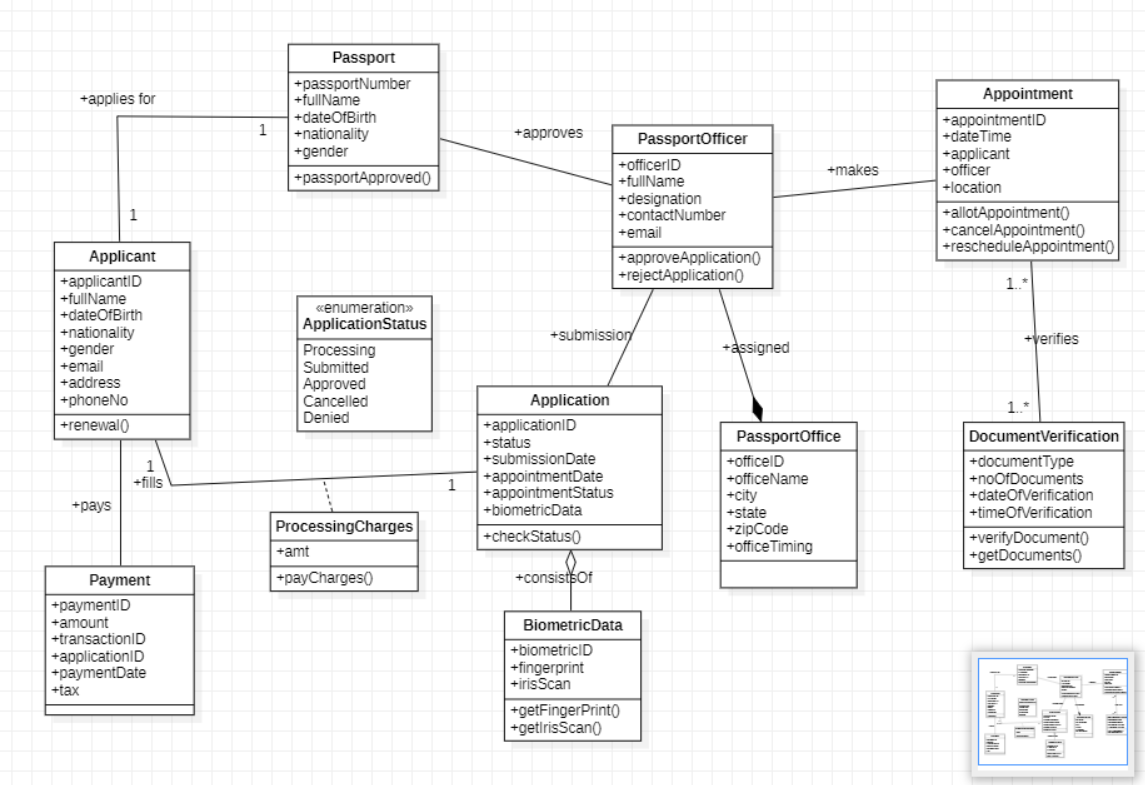 Passport
+passportNumber
+fullName
+dateOfBirth
+nationality
+gender
+passportApproved()
+applies for
1
1
+approves
PassportOfficer
+officerID
+fullName
+designation
+contactNumber
+email
+approveApplication()
+rejectApplication()
+makes
Appointment
+appointmentID
+dateTime
+applicant
+officer
+location
+allotAppointment()
+cancelAppointment()
+rescheduleAppointment()
Applicant
+applicantID
+fullName
+dateOfBirth
+nationality
+gender
+email
+address
+phoneNo
+renewal()
«enumeration»
ApplicationStatus
Processing
Submitted
Approved
Cancelled
Denied
+submission
+assigned
1..*
+verifies
1..*
Application
+applicationID
+status
+submissionDate
+appointmentDate
+appointmentStatus
+biometricData
+checkStatus()
PassportOffice
+officeID
+officeName
+city
+state
+zipCode
+officeTiming
DocumentVerification
+documentType
+noOfDocuments
+dateOfVerification
+timeOfVerification
+verifyDocument()
+getDocuments()
1
+fills
1
+pays
ProcessingCharges
+amt
+payCharges()
+consistsOf
Payment
+paymentID
+amount
+transactionID
+applicationID
+paymentDate
+tax
BiometricData
+biometricID
+fingerprint
+irisScan
+getFingerPrint()
+getIrisScan()